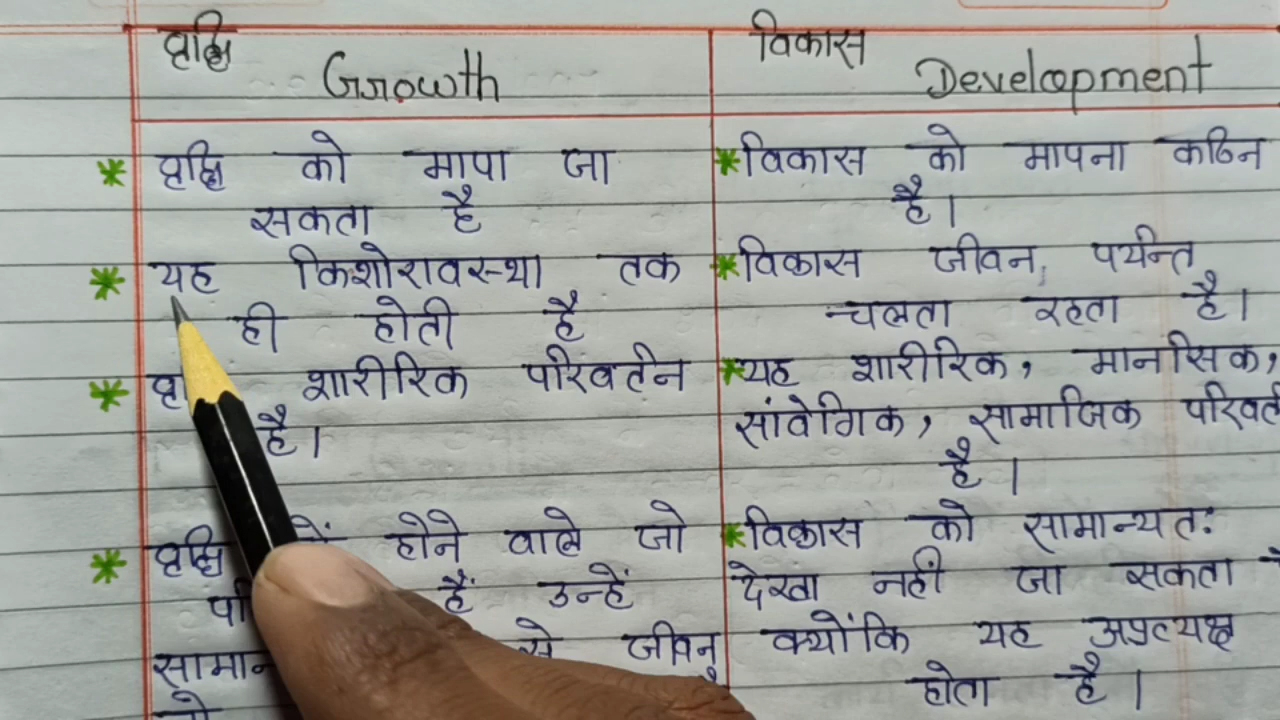 वृद्धि
Growth
वृद्धि को मापा जा
सकता है
यह किशोरावस्था तक
ही होती है
शारीरिक परिवर्तन
है।
वृद्धि में होने वाले जो
हैं उन्हें
से जीवन
विकास
Development
विकास को मापना कठिन
है।
विकास जीवन पर्यन्त
चलता रहता है।
यह शारीरिक, मानसिक,
सांवेगिक, सामाजिक
है।
विकास को सामान्यत:
देखा नहीं जा सकता
क्योंकि यह अप्रत्यक्ष
होता है।